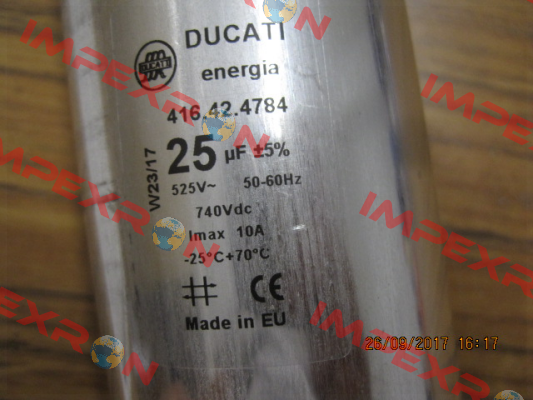 DUCATI
energia
416.42.4784
25 µF ±5%
525V~ 50-60Hz
740Vdc
Imax 10A
-25°C+70°C
CE
Made in EU
W23/17
DUCATI
26/09/2017 16:17
IMPEXRON
IMPEXRON
IMPEXRON
IMPEXRON
IMPEXRON